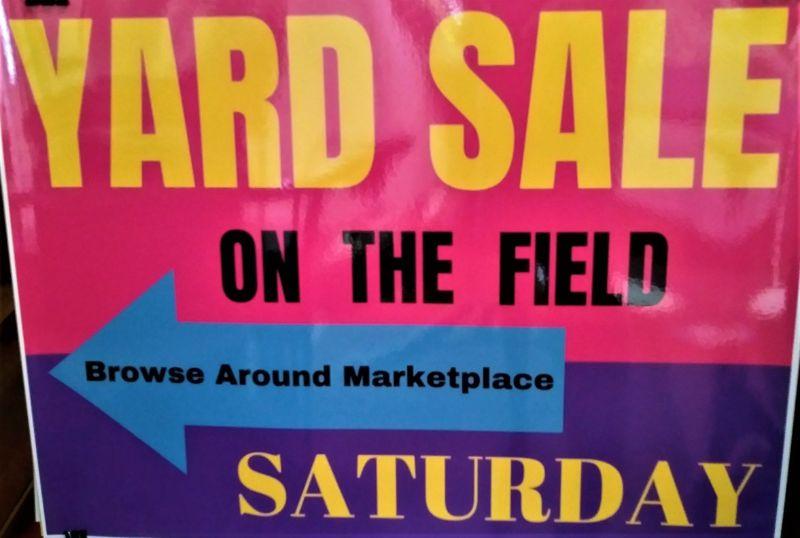 YARD SALE
ON THE FIELD
Browse Around Marketplace
SATURDAY